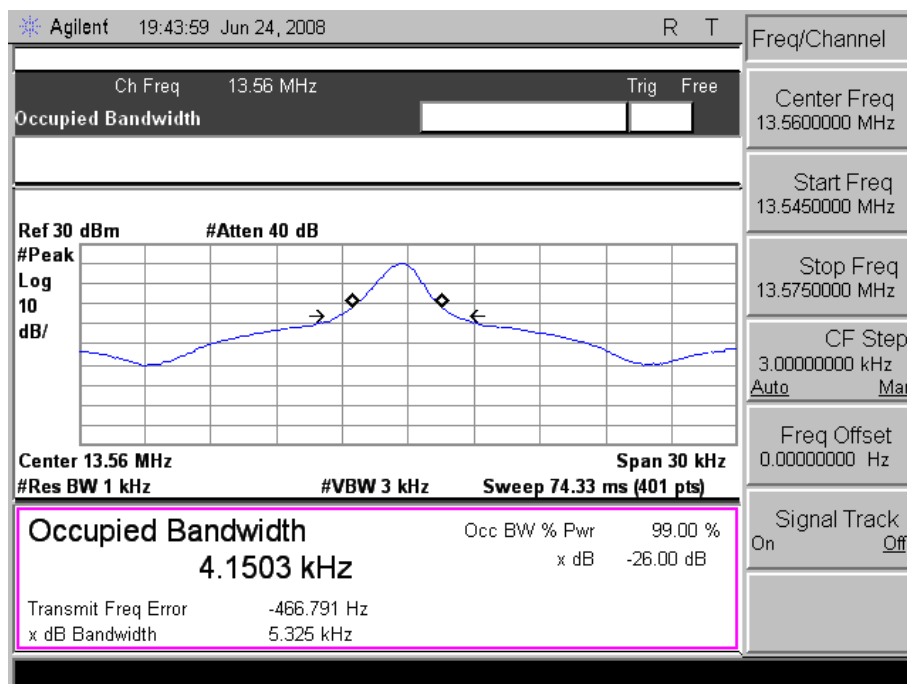 Agilent 19:43:59 Jun 24, 2008 R T
Ch Freq 13.56 MHz Trig Free
Occupied Bandwidth
Ref 30 dBm #Atten 40 dB
#Peak
Log
10
dB/
Center 13.56 MHz Span 30 kHz
#Res BW 1 kHz #VBW 3 kHz Sweep 74.33 ms (401 pts)
Occupied Bandwidth
4.1503 kHz
Occ BW % Pwr 99.00 %
x dB -26.00 dB
Transmit Freq Error -466.791 Hz
x dB Bandwidth 5.325 kHz
Freq/Channel
Center Freq
13.5600000 MHz
Start Freq
13.5450000 MHz
Stop Freq
13.5750000 MHz
CF Step
3.00000000 kHz
Auto Mar
Freq Offset
0.00000000 Hz
Signal Track
On Off